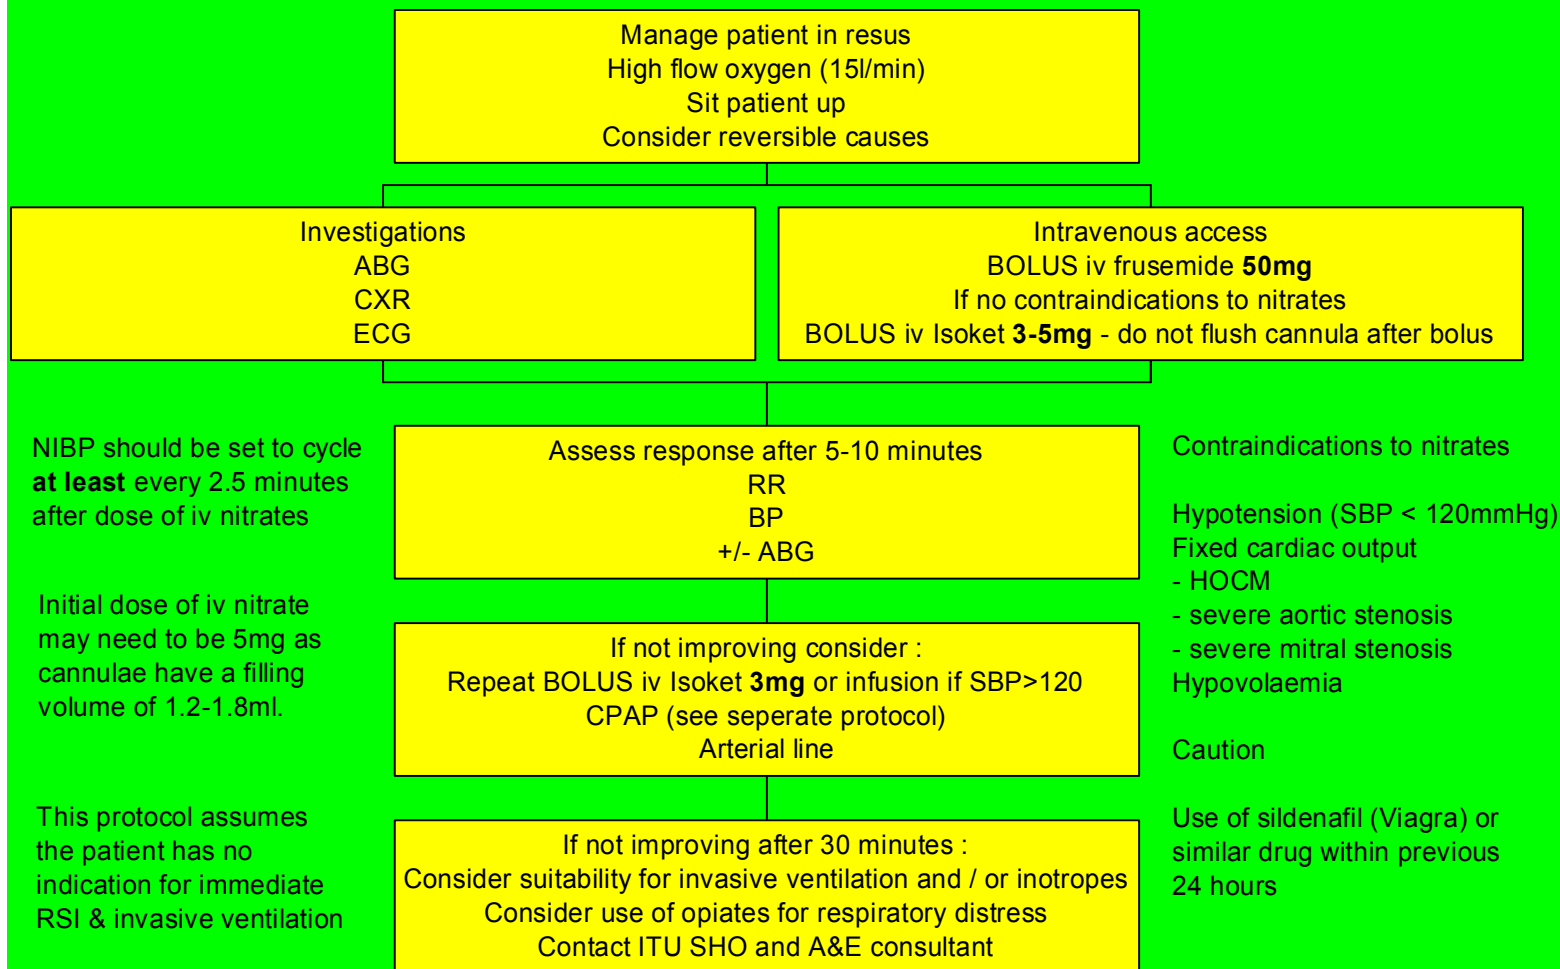 Manage patient in resus
High flow oxygen (15l/min)
Sit patient up
Consider reversible causes
Investigations
ABG
CXR
ECG
Intravenous access
BOLUS iv frusemide 50mg
If no contraindications to nitrates
BOLUS iv Isoket 3-5mg - do not flush cannula after bolus
NIBP should be set to cycle
at least every 2.5 minutes
after dose of iv nitrates
Initial dose of iv nitrate
may need to be 5mg as
cannulae have a filling
volume of 1.2-1.8ml.
This protocol assumes
the patient has no
indication for immediate
RSI & invasive ventilation
Assess response after 5-10 minutes
RR
BP
+/- ABG
If not improving consider :
Repeat BOLUS iv Isoket 3mg or infusion if SBP>120
CPAP (see seperate protocol)
Arterial line
If not improving after 30 minutes :
Consider suitability for invasive ventilation and / or inotropes
Consider use of opiates for respiratory distress
Contact ITU SHO and A&E consultant
Contraindications to nitrates
Hypotension (SBP < 120mmHg)
Fixed cardiac output
- HOCM
- severe aortic stenosis
- severe mitral stenosis
Hypovolaemia
Caution
Use of sildenafil (Viagra) or
similar drug within previous
24 hours